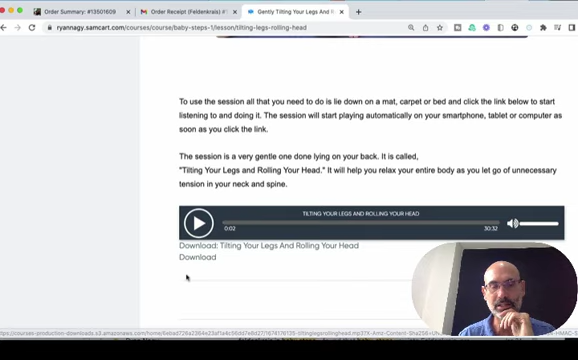 Order Summary: #13501609
Order Receipt (Feldenkrais) #
Gently Tilting Your Legs And
ryannagy.samcart.com/courses/course/baby-steps-1/lesson/tilting-legs-rolling-head
To use the session all that you need to do is lie down on a mat, carpet or bed and click the link below to start
listening to and doing it. The session will start playing automatically on your smartphone, tablet or computer as
soon as you click the link.
The session is a very gentle one done lying on your back. It is called,
"Tilting Your Legs and Rolling Your Head." It will help you relax your entire body as you let go of unnecessary
tension in your neck and spine.
TILTING YOUR LEGS AND ROLLING YOUR HEAD
0:02
30:32
Download: Tilting Your Legs And Rolling Your Head
Download